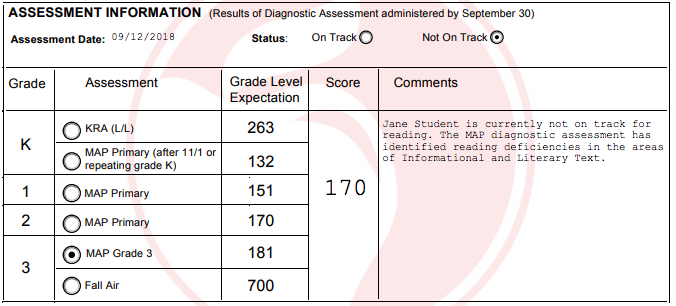 ASSESSMENT INFORMATION (Results of Diagnostic Assessment administered by September 30)
Assessment Date: 09/12/2018 Status: On Track Not On Track
Grade Assessment Grade Level Expectation Score Comments
K KRA (L/L) 263
MAP Primary (after 11/1 or
repeating grade K) 132
1 MAP Primary 151
2 MAP Primary 170
3 MAP Grade 3 181
Fall Air 700
170
Jane Student is currently not on track for
reading. The MAP diagnostic assessment has
identified reading deficiencies in the areas
of Informational and Literary Text.